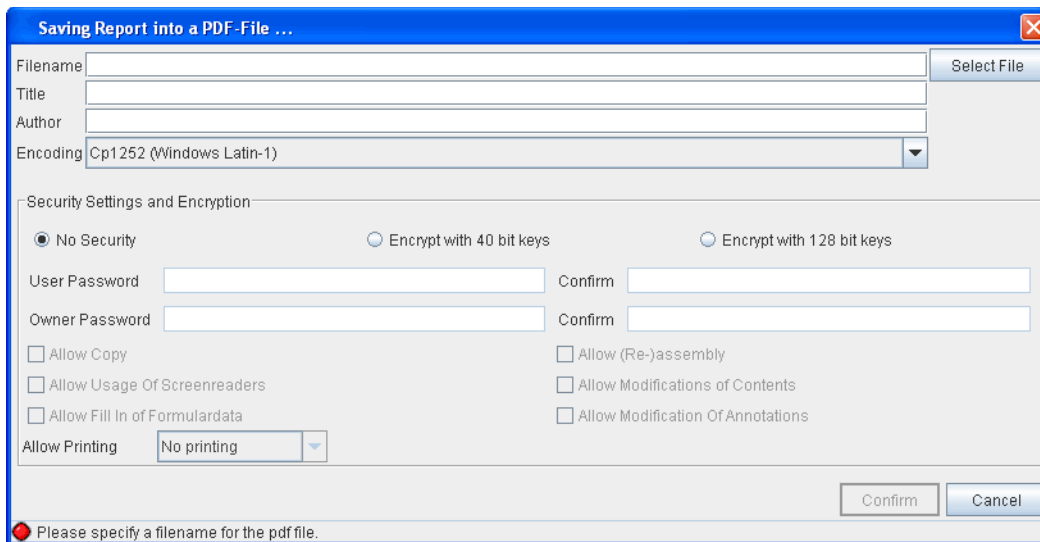 Saving Report into a PDF-File ...
Filename Select File
Title
Author
Encoding Cp1252 (Windows Latin-1)
Security Settings and Encryption
No Security Encrypt with 40 bit keys Encrypt with 128 bit keys
User Password Confirm
Owner Password Confirm
Allow Copy Allow (Re-)assembly
Allow Usage Of Screenreaders Allow Modifications of Contents
Allow Fill In of Formulardata Allow Modification Of Annotations
Allow Printing No printing
Confirm Cancel
Please specify a filename for the pdf file.